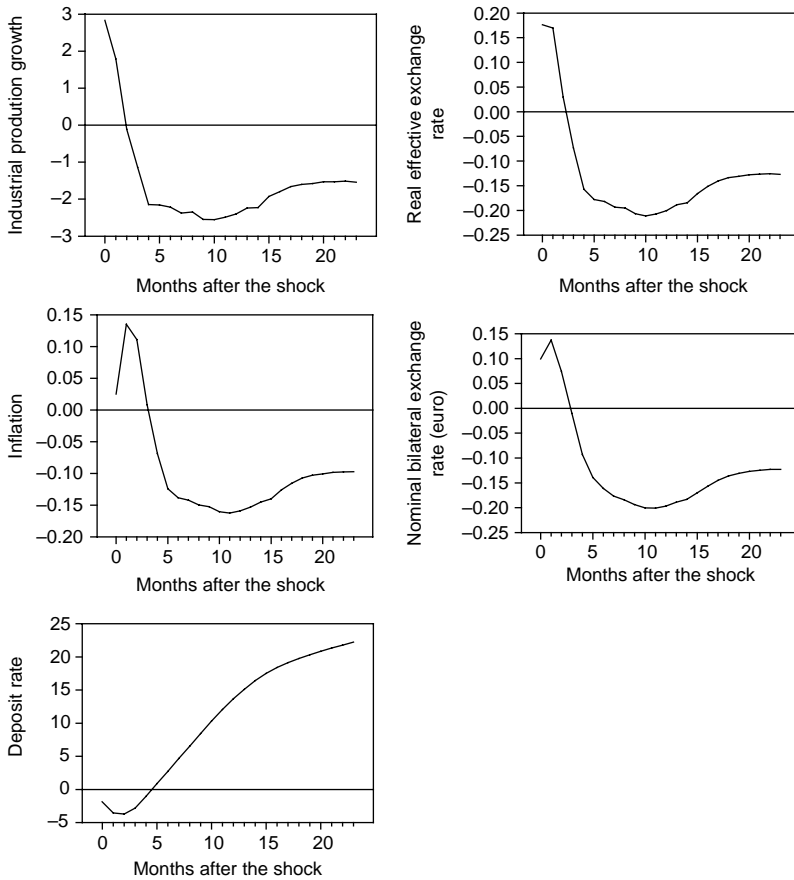 Industrial prodution growth
3
2
1
0
–1
–2
–3
0 10 20
Months after the shock
Real effective exchange
rate
0.20
0.15
0.10
0.05
0.00
–0.05
–0.10
–0.15
–0.20
–0.25
0 5 10 15 20
Months after the shock
Inflation
0.15
0.10
0.05
0.00
–0.05
–0.10
–0.15
–0.20
0 5 10 15 20
Months after the shock
Nominal bilateral exchange
rate (euro)
0.15
0.10
0.05
0.00
–0.05
–0.10
–0.15
–0.20
–0.25
0 5 10 15 20
Months after the shock
Deposit rate
25
20
15
10
5
0
–5
0 5 10 15 20
Months after the shock